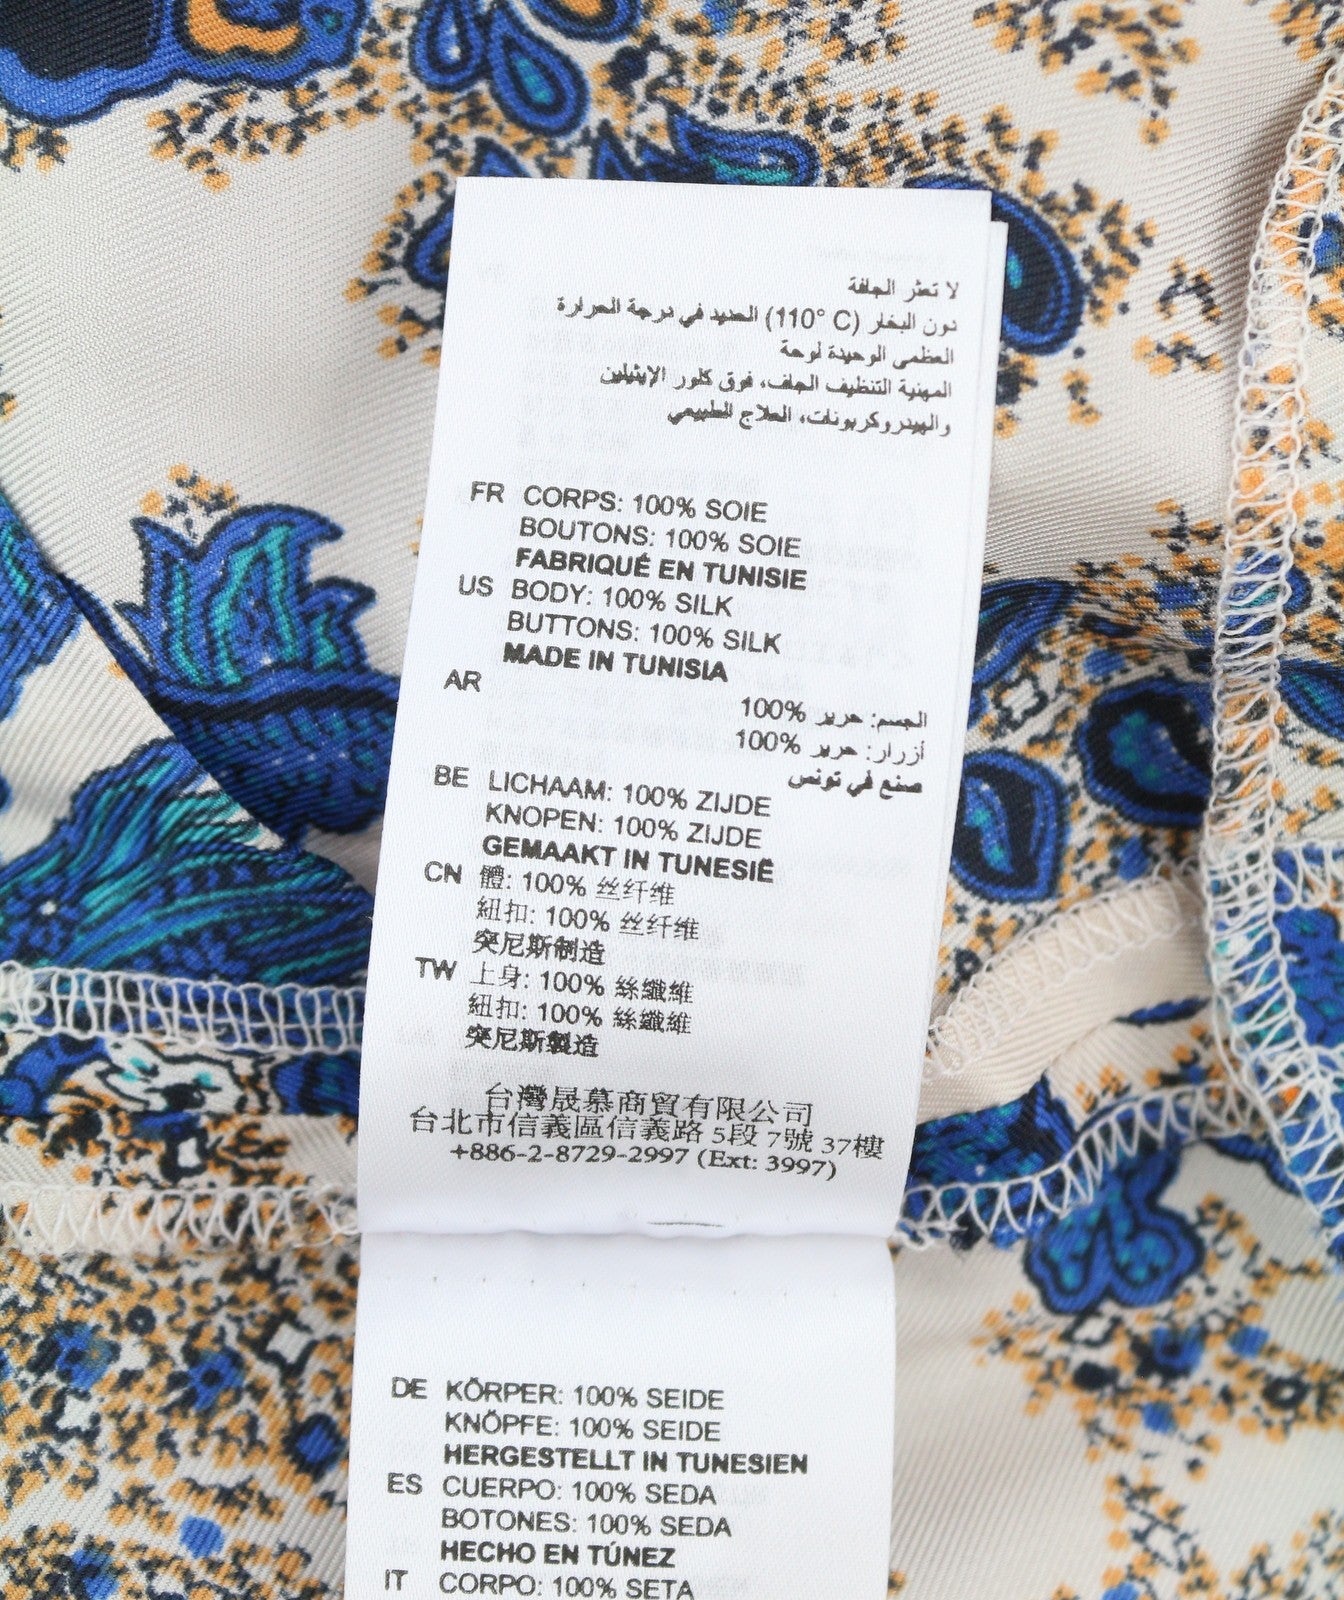 لا تعثر الجافة
دون البخار (110° C) الحديد في درجة الحرارة
العظمى الوحيدة لوحة
المهنية التنظيف الجاف، فوق كلور الإيثيلين
والهيدروكربونات، العلاج الطبيعي
FR CORPS: 100% SOIE
BOUTONS: 100% SOIE
FABRIQUÉ EN TUNISIE
US BODY: 100% SILK
BUTTONS: 100% SILK
MADE IN TUNISIA
AR
الجسم: حرير %100
أزرار: حرير %100
صنع في تونس
BE LICHAAM: 100% ZIJDE
KNOPEN: 100% ZIJDE
GEMAAKT IN TUNESIË
CN 體: 100% 丝纤维
紐扣: 100% 丝纤维
突尼斯制造
TW 上身: 100% 絲纖維
紐扣: 100% 絲纖維
突尼斯製造
台灣晟慕商貿有限公司
台北市信義區信義路 5段 7號 37樓
+886-2-8729-2997 (Ext: 3997)
DE KÖRPER: 100% SEIDE
KNÖPFE: 100% SEIDE
HERGESTELLT IN TUNESIEN
ES CUERPO: 100% SEDA
BOTONES: 100% SEDA
HECHO EN TÚNEZ
IT CORPO: 100% SETA